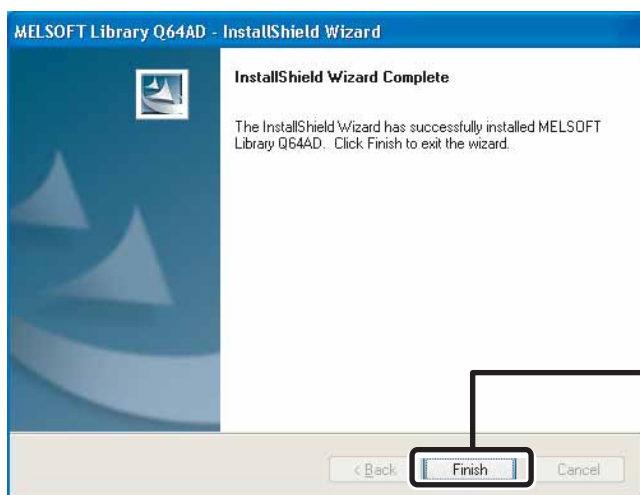 MELSOFT Library Q64AD - InstallShield Wizard
InstallShield Wizard Complete
The InstallShield Wizard has successfully installed MELSOFT
Library Q64AD. Click Finish to exit the wizard.
< Back Finish Cancel